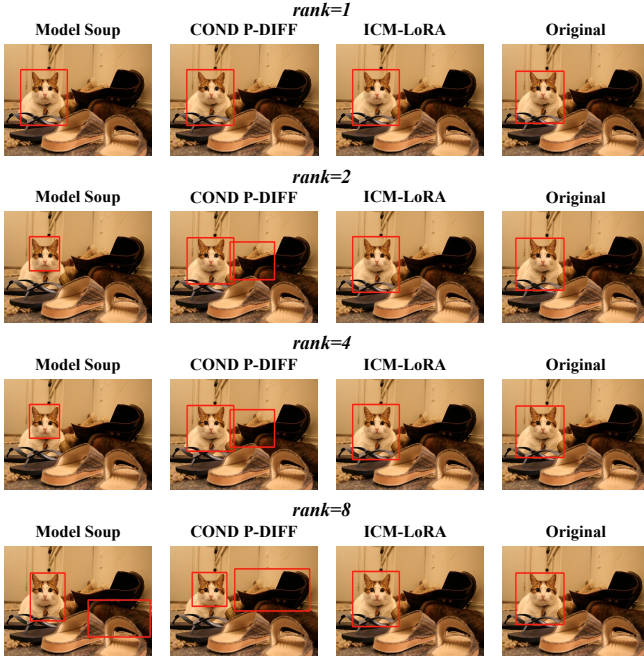 rank=1
Model Soup COND P-DIFF ICM-LoRA Original
rank=2
Model Soup COND P-DIFF ICM-LoRA Original
rank=4
Model Soup COND P-DIFF ICM-LoRA Original
rank=8
Model Soup COND P-DIFF ICM-LoRA Original